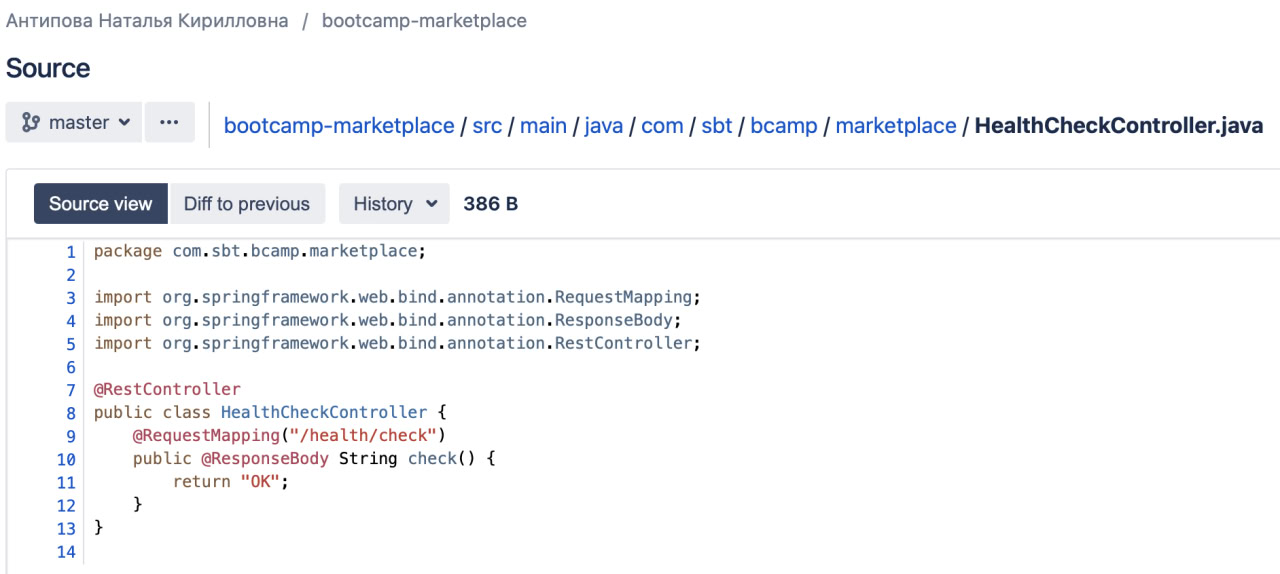 Антипова Наталья Кирилловна / bootcamp-marketplace
Source
master ••• bootcamp-marketplace / src / main / java / com / sbt / bcamp / marketplace / HealthCheckController.java
Source view Diff to previous History 386 B
1 package com.sbt.bcamp.marketplace;
2
3 import org.springframework.web.bind.annotation.RequestMapping;
4 import org.springframework.web.bind.annotation.ResponseBody;
5 import org.springframework.web.bind.annotation.RestController;
6
7 @RestController
8 public class HealthCheckController {
9     @RequestMapping("/health/check")
10     public @ResponseBody String check() {
11         return "OK";
12     }
13 }
14